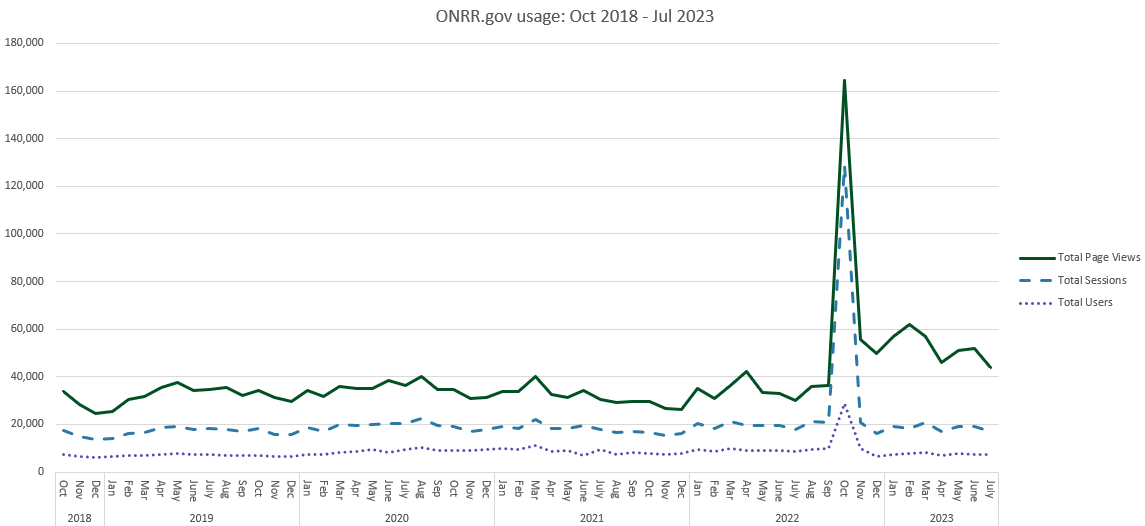 ONRR.gov usage: Oct 2018 - Jul 2023
180,000
160,000
140,000
120,000
100,000
80,000
60,000
40,000
20,000
0
Total Page Views
Total Sessions
Total Users
Oct Nov Dec Jan Feb Mar Apr May June July Aug Sep Oct Nov Dec Jan Feb Mar Apr May June July Aug Sep Oct Nov Dec Jan Feb Mar Apr May June July Aug Sep Oct Nov Dec Jan Feb Mar Apr May June July Aug Sep Oct Nov Dec Jan Feb Mar Apr May June July
2018 2019 2020 2021 2022 2023